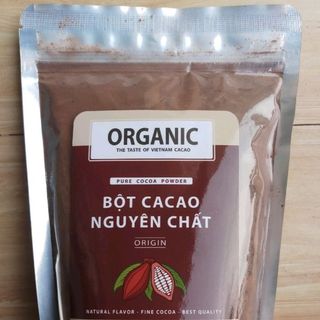 ORGANIC
THE TASTE OF VIETNAM CACAO
PURE COCOA POWDER
BỘT CACAO
NGUYÊN CHẤT
ORIGIN
NATURAL FLAVOR - FINE COCOA - BEST QUALITY